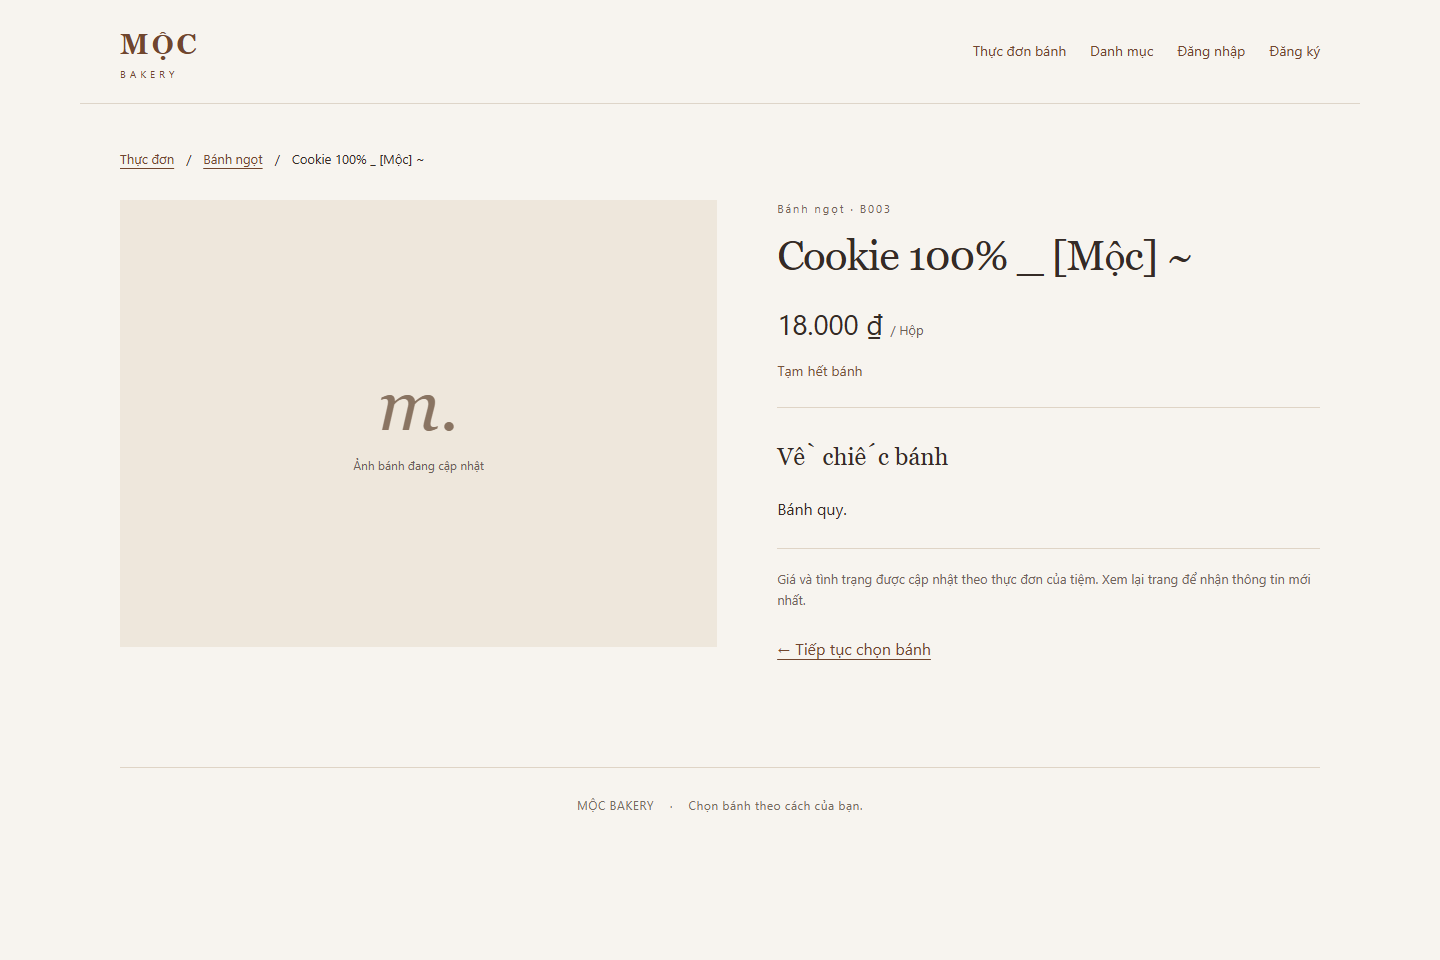 MỘC
BAKERY
Thực đơn bánh Danh mục Đăng nhập Đăng ký
Thực đơn / Bánh ngọt / Cookie 100% _ [Mộc] ~
m.
Ảnh bánh đang cập nhật
Bánh ngọt · B003
Cookie 100% _ [Mộc] ~
18.000 ₫ / Hộp
Tạm hết bánh
Về chiếc bánh
Bánh quy.
Giá và tình trạng được cập nhật theo thực đơn của tiệm. Xem lại trang để nhận thông tin mới
nhất.
← Tiếp tục chọn bánh
MỘC BAKERY · Chọn bánh theo cách của bạn.